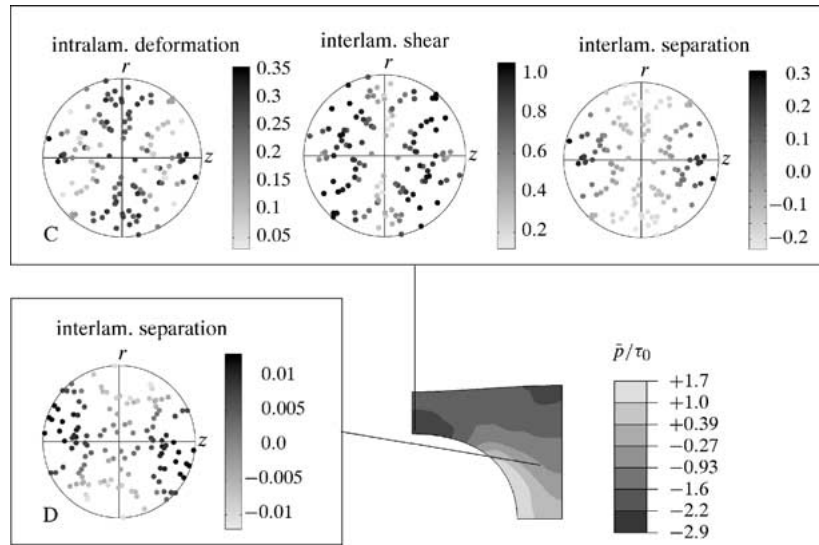 intralam. deformation
interlam. shear
interlam. separation
r
r
r
0.35
0.30
0.25
0.20
0.15
0.1
0.05
z
C
1.0
0.8
0.6
0.4
0.2
z
0.3
0.2
0.1
0.0
−0.1
−0.2
z
interlam. separation
r
0.01
0.005
0.0
−0.005
−0.01
z
D
p̄/τ₀
+1.7
+1.0
+0.39
−0.27
−0.93
−1.6
−2.2
−2.9